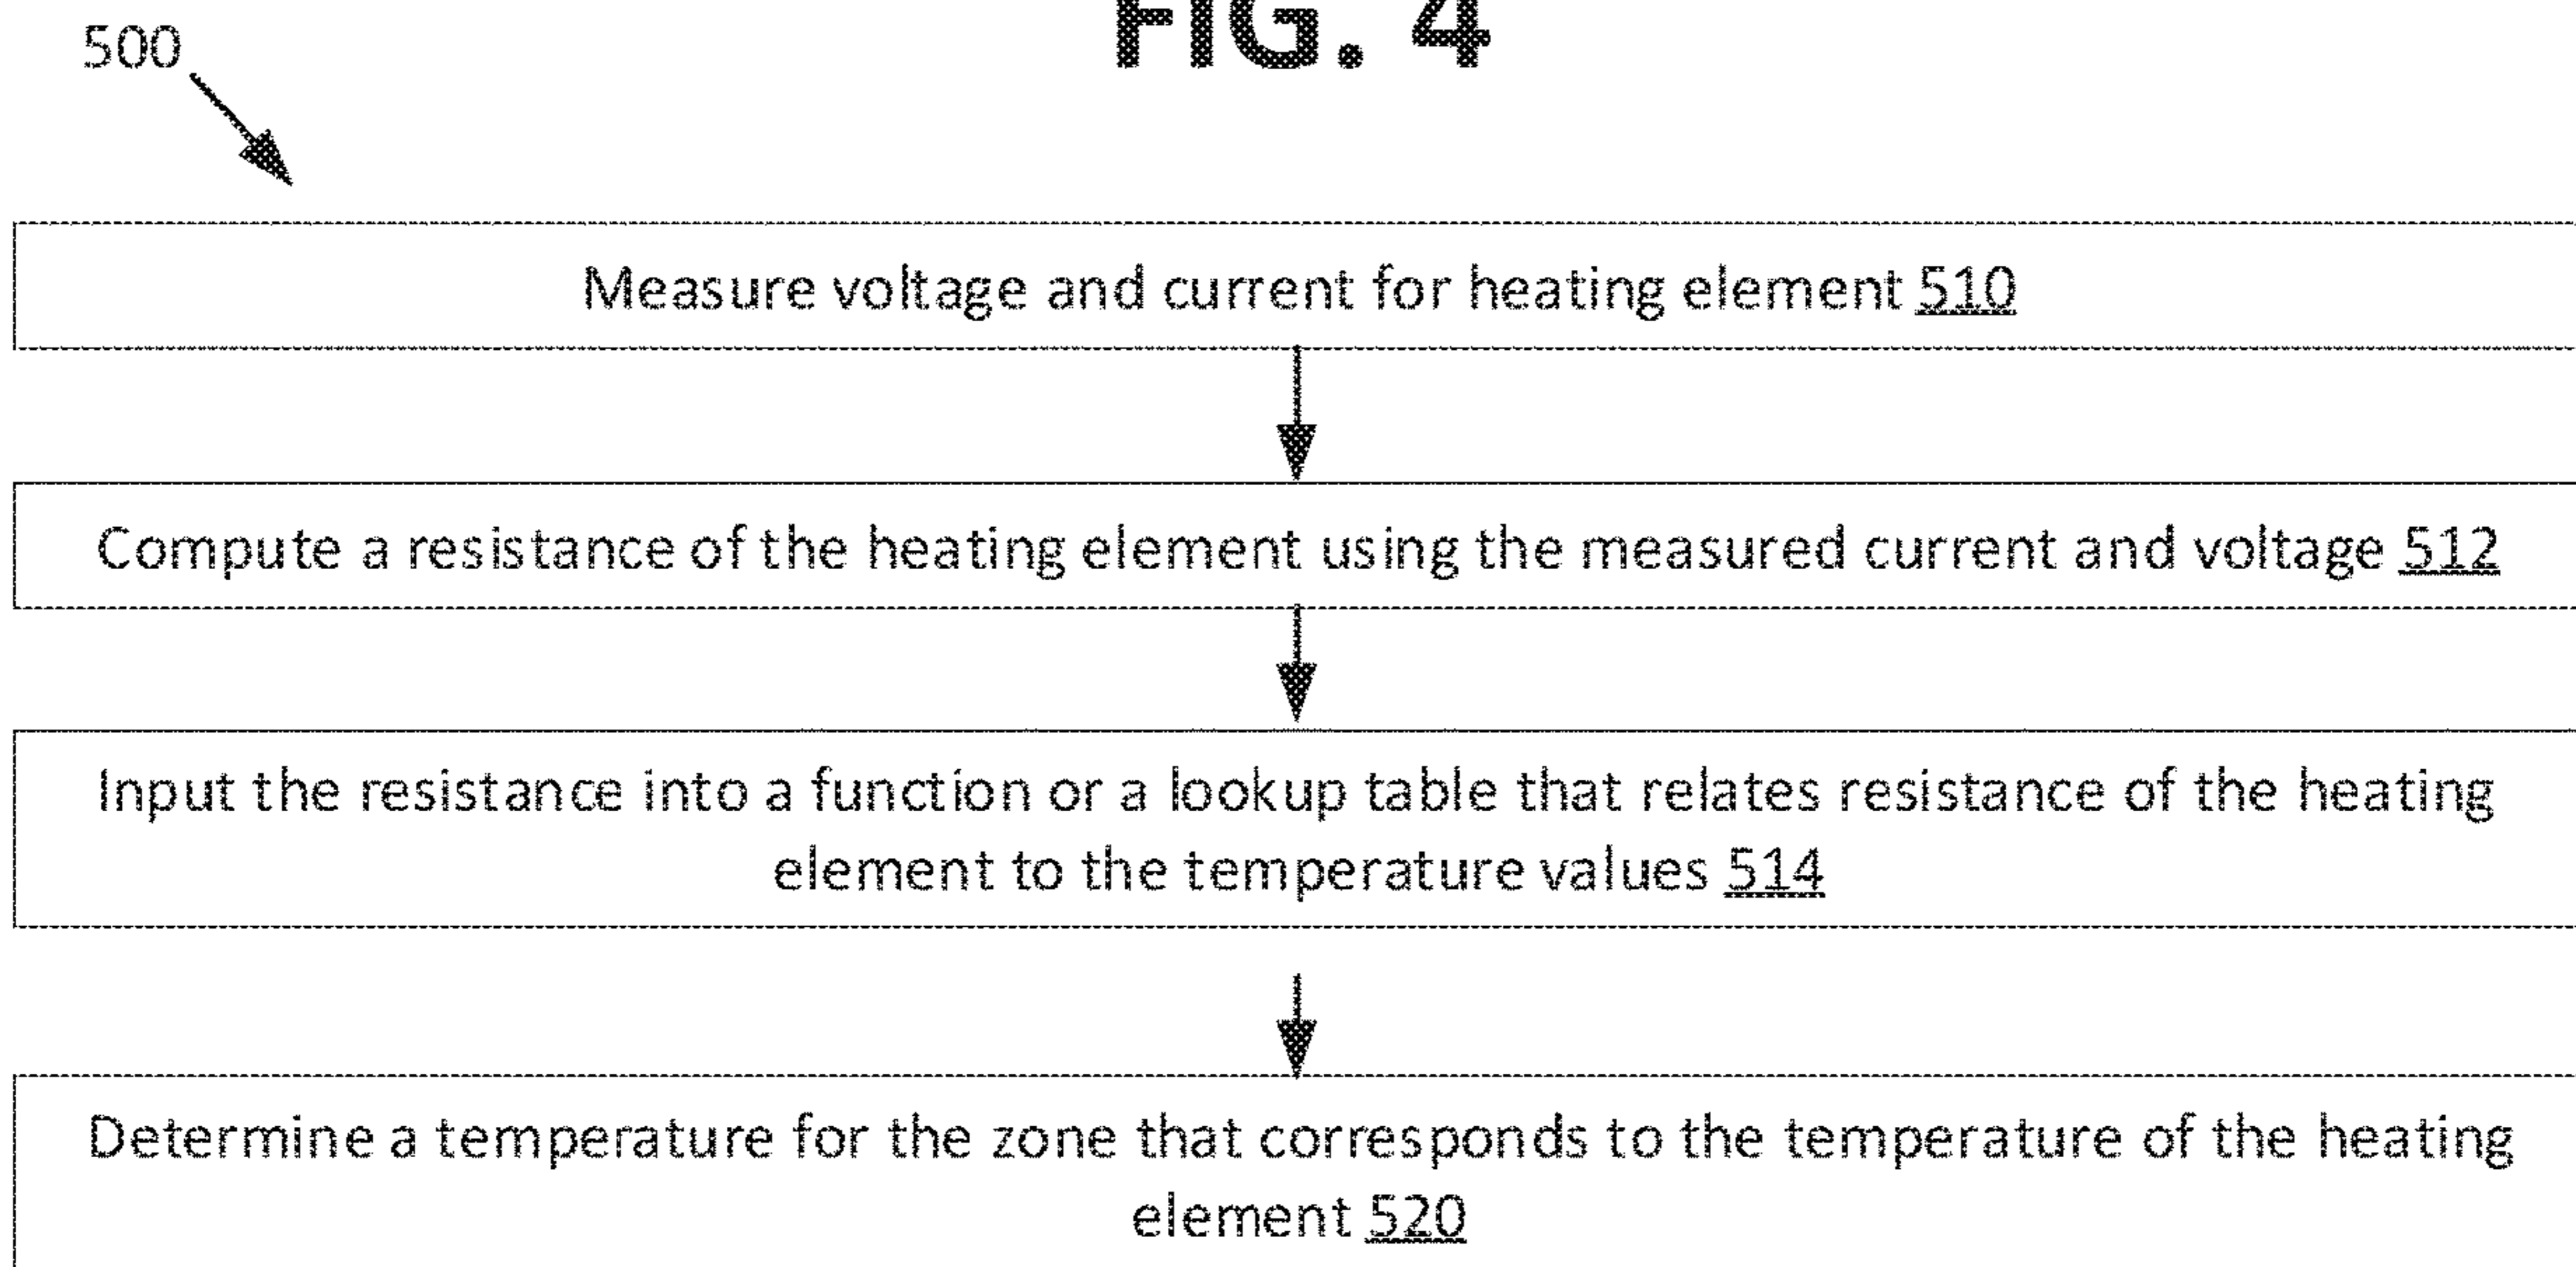 FIG. 4
500
Measure voltage and current for heating element 510
Compute a resistance of the heating element using the measured current and voltage 512
Input the resistance into a function or a lookup table that relates resistance of the heating
element to the temperature values 514
Determine a temperature for the zone that corresponds to the temperature of the heating
element 520